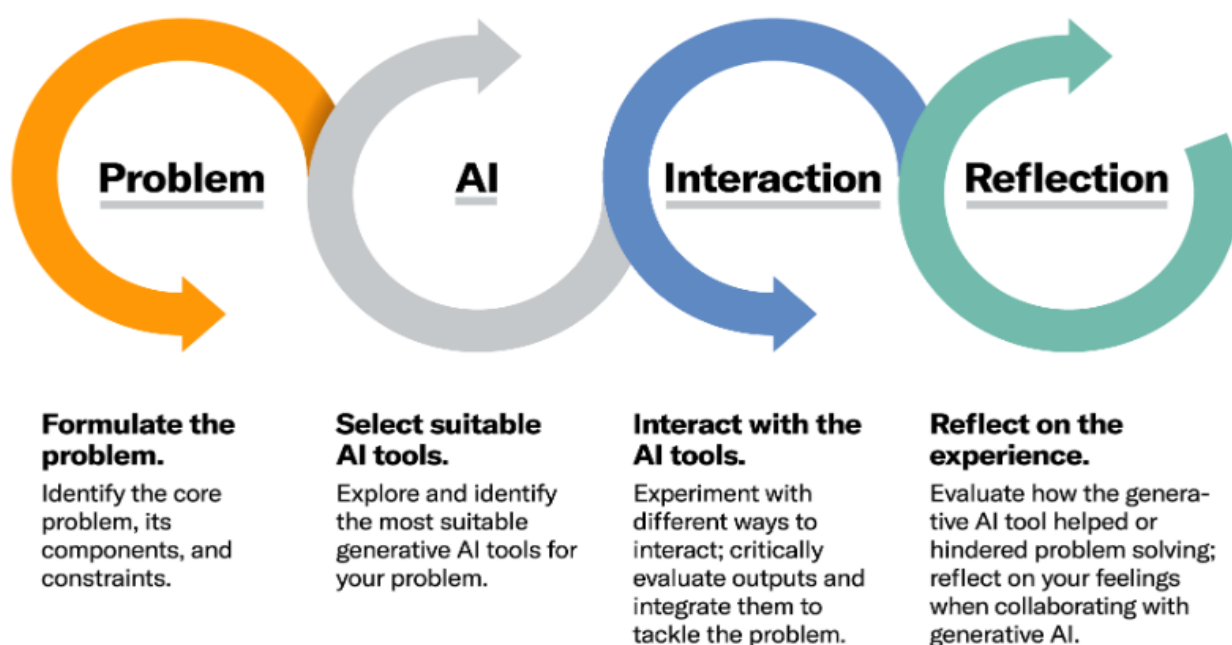 Problem
AI
Interaction
Reflection
Formulate the
problem.
Identify the core
problem, its
components, and
constraints.
Select suitable
AI tools.
Explore and identify
the most suitable
generative AI tools for
your problem.
Interact with the
AI tools.
Experiment with
different ways to
interact; critically
evaluate outputs and
integrate them to
tackle the problem.
Reflect on the
experience.
Evaluate how the genera-
tive AI tool helped or
hindered problem solving;
reflect on your feelings
when collaborating with
generative AI.